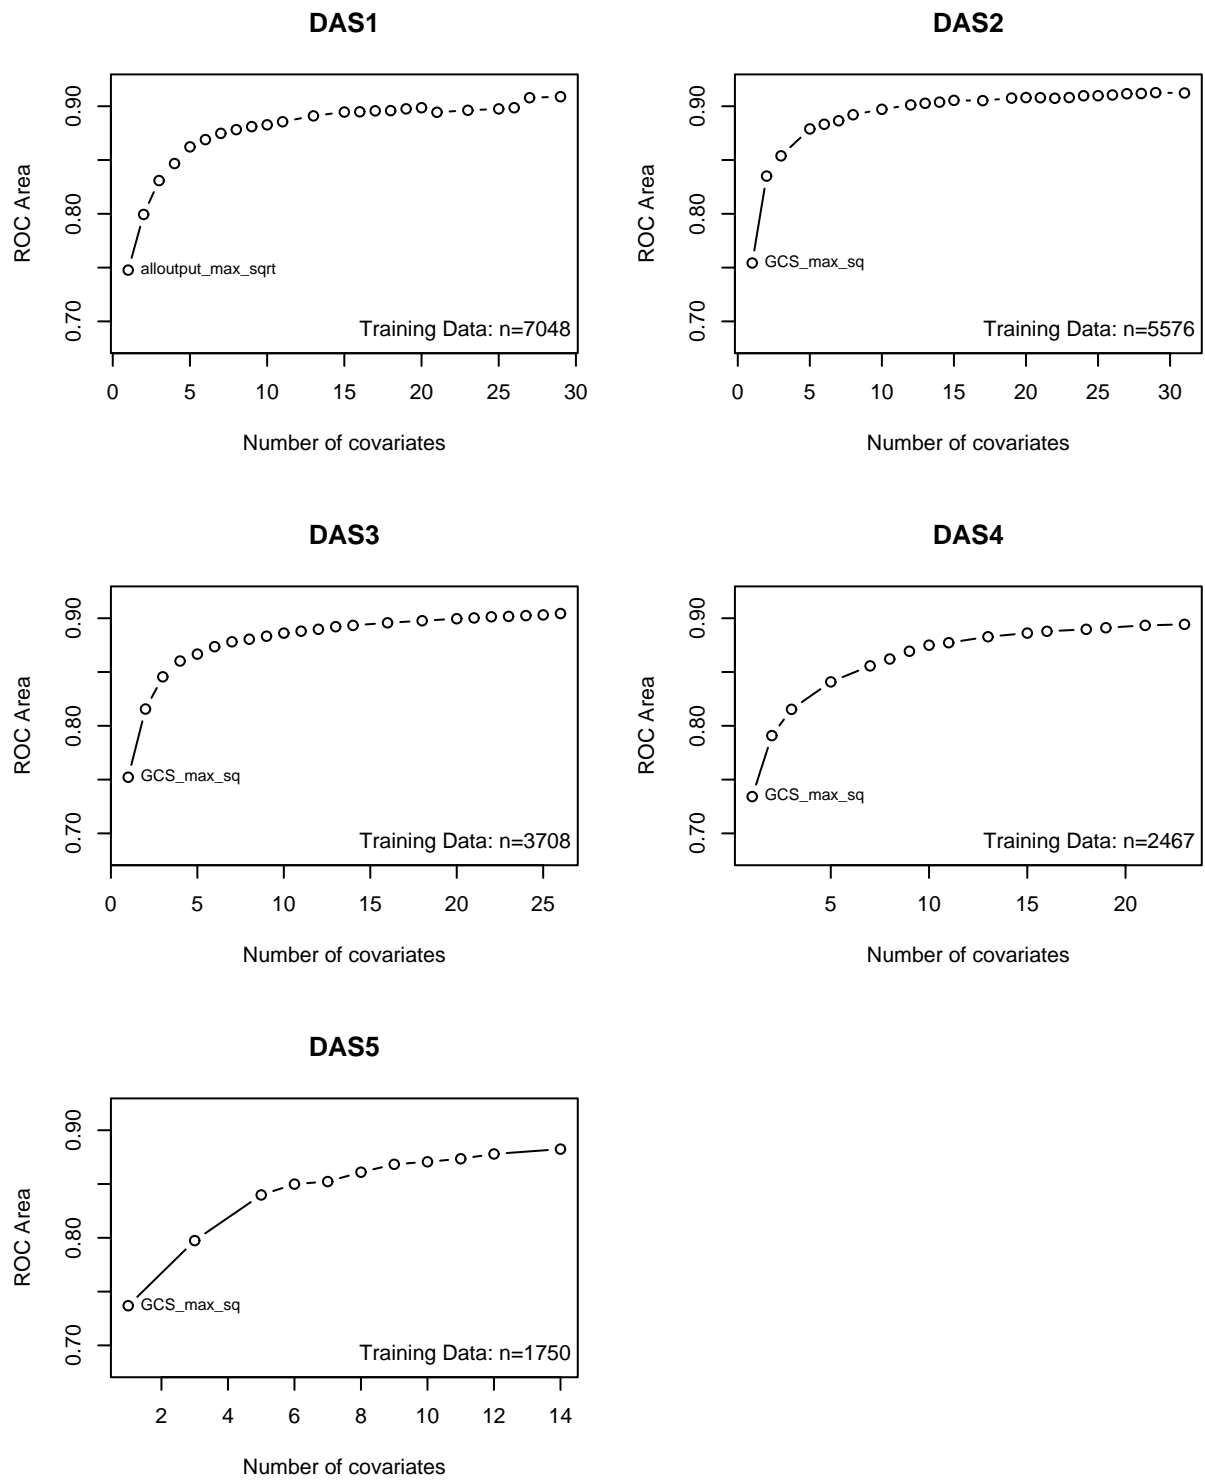 DAS1
ROC Area
0.90
0.80
0.70
alloutput_max_sqrt
Training Data: n=7048
0 5 10 15 20 25 30
Number of covariates
DAS2
ROC Area
0.90
0.80
0.70
GCS_max_sq
Training Data: n=5576
0 5 10 15 20 25 30
Number of covariates
DAS3
ROC Area
0.90
0.80
0.70
GCS_max_sq
Training Data: n=3708
0 5 10 15 20 25
Number of covariates
DAS4
ROC Area
0.90
0.80
0.70
GCS_max_sq
Training Data: n=2467
5 10 15 20
Number of covariates
DAS5
ROC Area
0.90
0.80
0.70
GCS_max_sq
Training Data: n=1750
2 4 6 8 10 12 14
Number of covariates